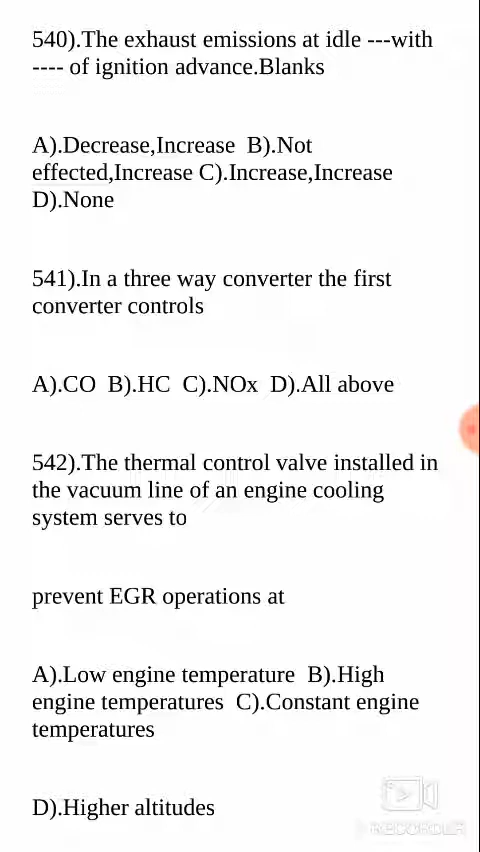 540).The exhaust emissions at idle ---with
---- of ignition advance.Blanks
A).Decrease,Increase  B).Not
effected,Increase C).Increase,Increase
D).None
541).In a three way converter the first
converter controls
A).CO  B).HC  C).NOx  D).All above
542).The thermal control valve installed in
the vacuum line of an engine cooling
system serves to
prevent EGR operations at
A).Low engine temperature  B).High
engine temperatures  C).Constant engine
temperatures
D).Higher altitudes
RECORDER